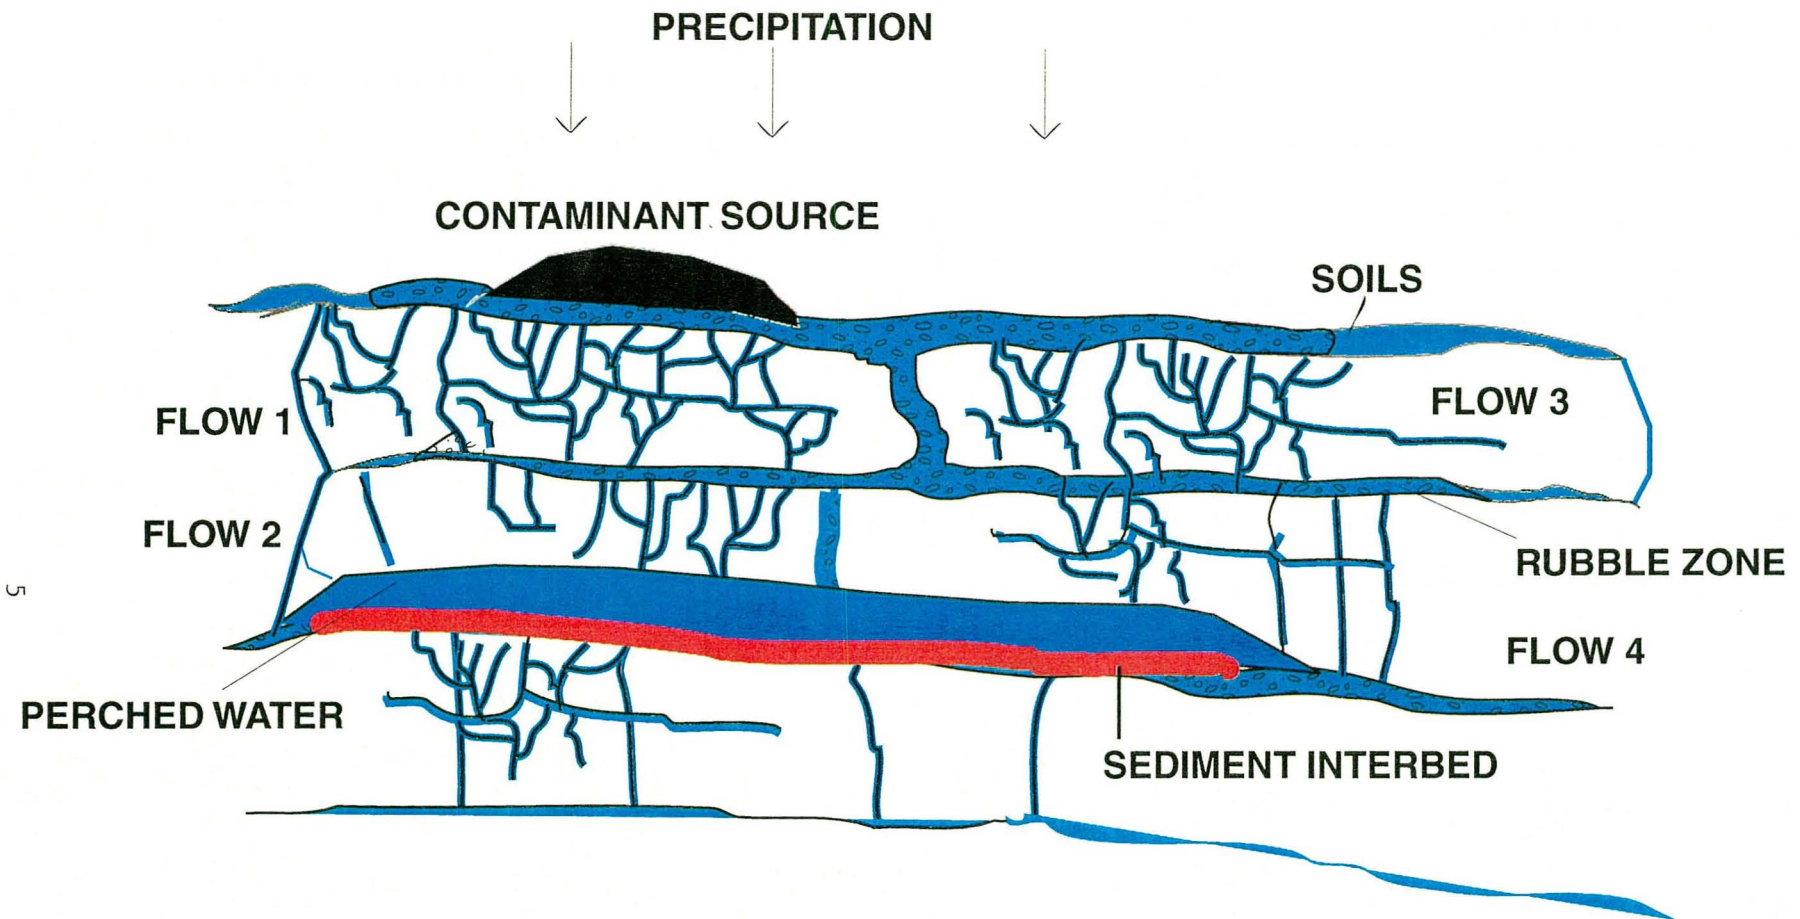 PRECIPITATION
CONTAMINANT SOURCE
SOILS
FLOW 1
FLOW 3
FLOW 2
RUBBLE ZONE
5
FLOW 4
PERCHED WATER
SEDIMENT INTERBED